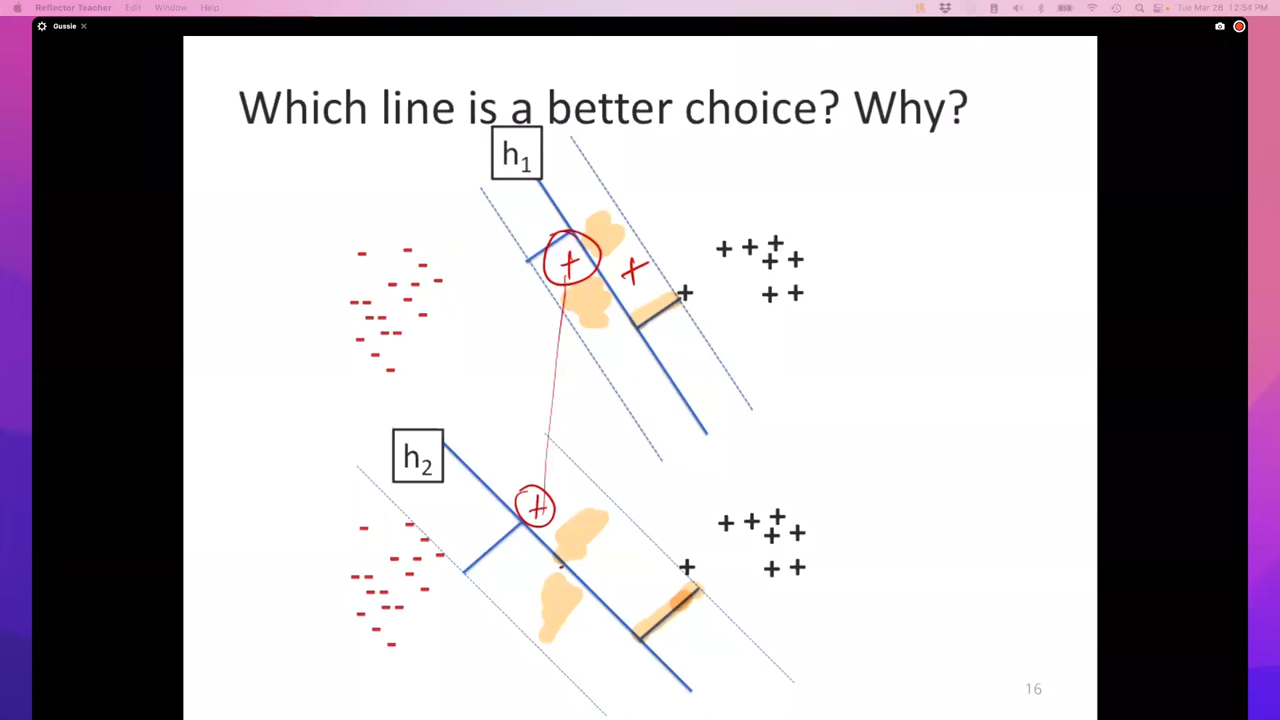 Reflector Teacher Edit Window Help
Tue Mar 28 12:54 PM
Gussie
Which line is a better choice? Why?
h₁
h₂
16